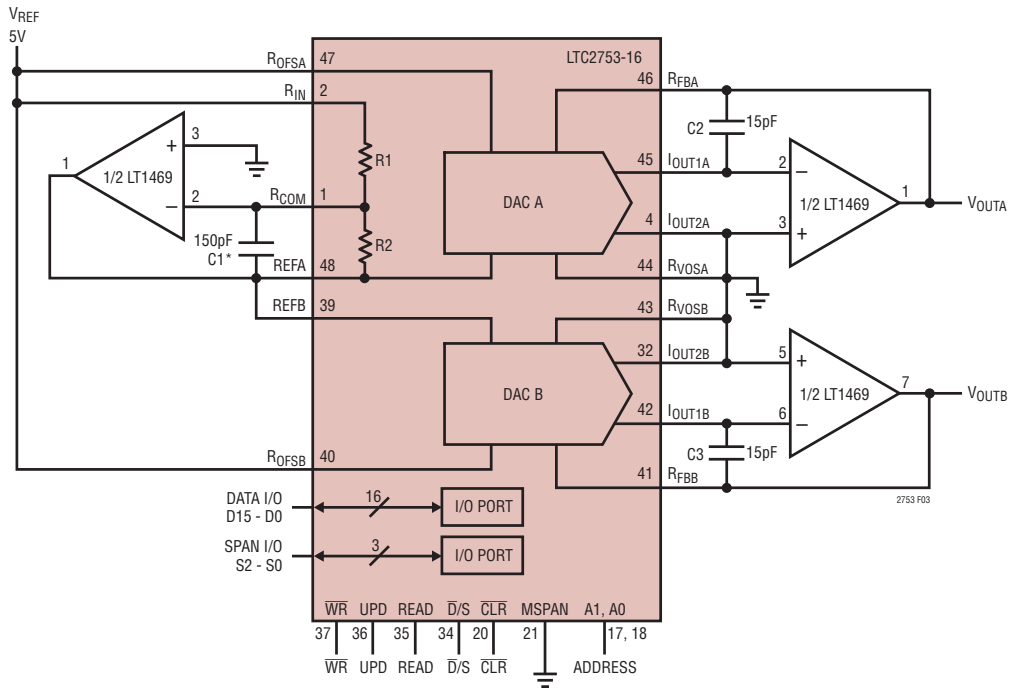 VREF
5V
LTC2753-16
ROFSA 47
RIN 2
46 RFBA
C2 15pF
3
+
1
1/2 LT1469
2
−
RCOM 1
R1
R2
150pF
C1*
REFA 48
REFB 39
DAC A
45 IOUT1A
4 IOUT2A
44 RVOSA
2
−
1/2 LT1469
3
+
1
VOUTA
43 RVOSB
DAC B
32 IOUT2B
42 IOUT1B
5
+
1/2 LT1469
6
−
7
VOUTB
C3 15pF
41 RFBB
ROFSB 40
2753 F03
DATA I/O
D15 - D0
16
I/O PORT
SPAN I/O
S2 - S0
3
I/O PORT
W̅R̅ UPD READ D̅/S C̅L̅R̅ MSPAN A1, A0
37 36 35 34 20 21 17, 18
W̅R̅ UPD READ D̅/S C̅L̅R̅ ADDRESS